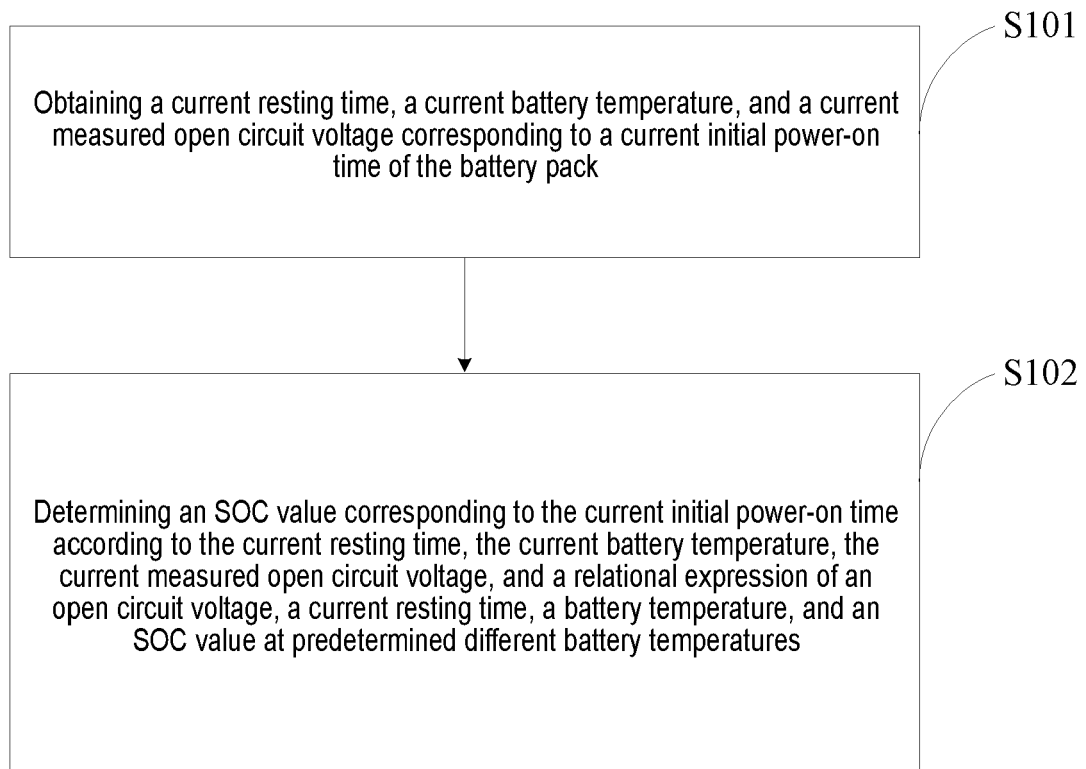 S101
Obtaining a current resting time, a current battery temperature, and a current
measured open circuit voltage corresponding to a current initial power-on
time of the battery pack
S102
Determining an SOC value corresponding to the current initial power-on time
according to the current resting time, the current battery temperature, the
current measured open circuit voltage, and a relational expression of an
open circuit voltage, a current resting time, a battery temperature, and an
SOC value at predetermined different battery temperatures